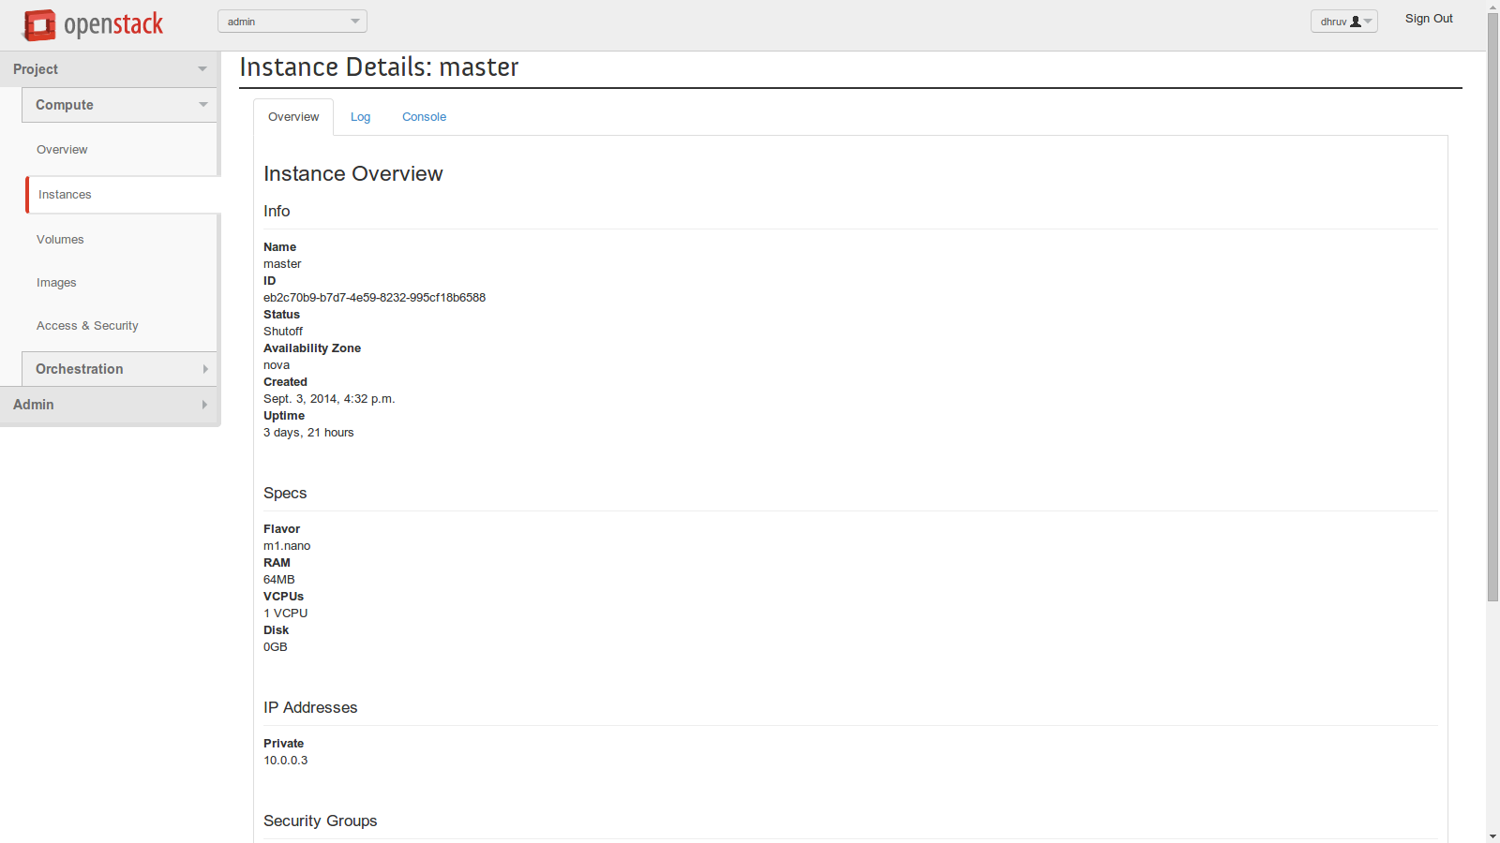 openstack
admin
dhruv
Sign Out
Project
Compute
Overview
Instances
Volumes
Images
Access & Security
Orchestration
Admin
Instance Details: master
Overview Log Console
Instance Overview
Info
Name
master
ID
eb2c70b9-b7d7-4e59-8232-995cf18b6588
Status
Shutoff
Availability Zone
nova
Created
Sept. 3, 2014, 4:32 p.m.
Uptime
3 days, 21 hours
Specs
Flavor
m1.nano
RAM
64MB
VCPUs
1 VCPU
Disk
0GB
IP Addresses
Private
10.0.0.3
Security Groups